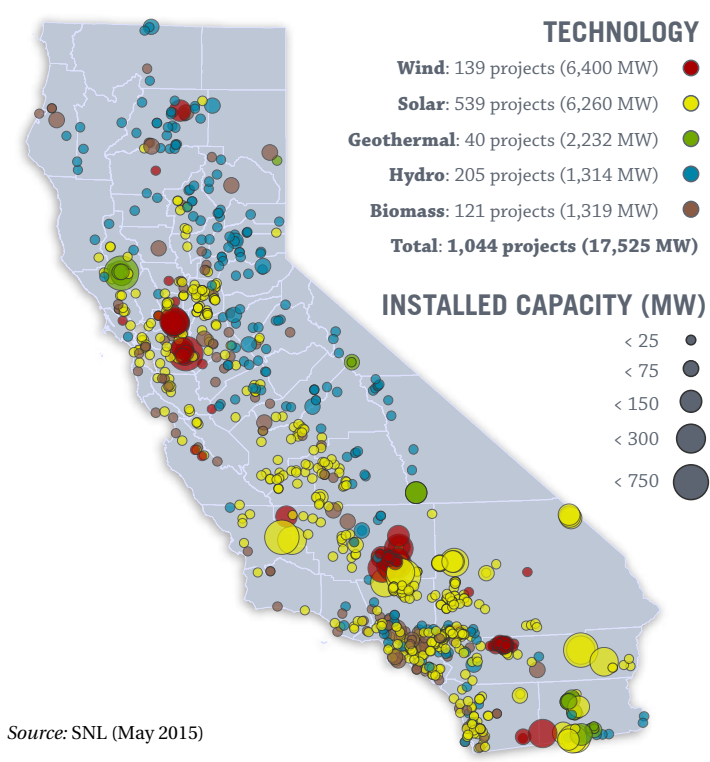 TECHNOLOGY
Wind: 139 projects (6,400 MW)
Solar: 539 projects (6,260 MW)
Geothermal: 40 projects (2,232 MW)
Hydro: 205 projects (1,314 MW)
Biomass: 121 projects (1,319 MW)
Total: 1,044 projects (17,525 MW)
INSTALLED CAPACITY (MW)
< 25
< 75
< 150
< 300
< 750
Source: SNL (May 2015)